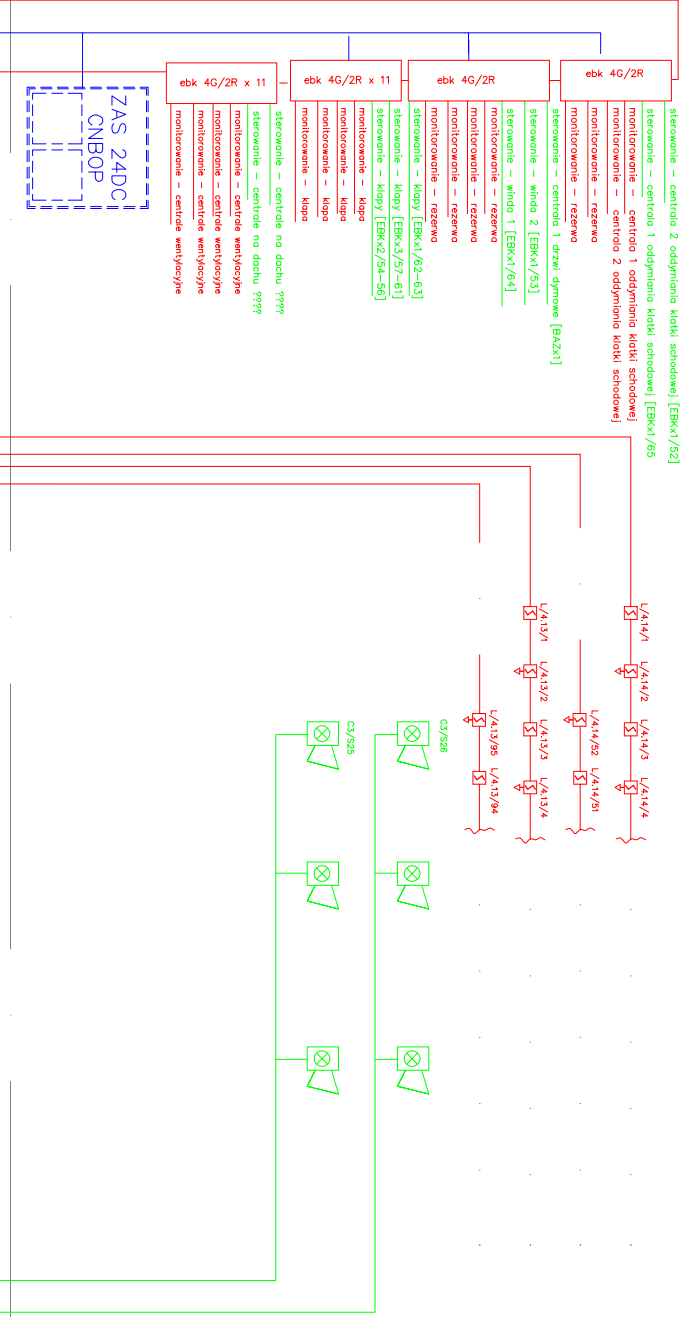 ebk 4G/2R x 11
ebk 4G/2R x 11
ebk 4G/2R
ebk 4G/2R
ZAS 24DC
CNBOP
sterowanie - centrale na dachu ????
sterowanie - centrale na dachu ????
monitorowanie - centrale wentylacyjne
monitorowanie - centrale wentylacyjne
monitorowanie - centrale wentylacyjne
monitorowanie - centrale wentylacyjne
sterowanie - klapy [EBKx1/62-63]
sterowanie - klapy [EBKx3/57-61]
sterowanie - klapy [EBKx2/54-56]
monitorowanie - klapa
monitorowanie - klapa
monitorowanie - klapa
monitorowanie - klapa
sterowanie - centrala 1 drzwi dymowe [BAZx1]
sterowanie - winda 2 [EBKx1/53]
sterowanie - winda 1 [EBKx1/64]
monitorowanie - rezerwa
monitorowanie - rezerwa
monitorowanie - rezerwa
monitorowanie - rezerwa
sterowanie - centrala 2 oddymiania klatki schodowej [EBKx1/52]
sterowanie - centrala 1 oddymiania klatki schodowej [EBKx1/65
monitorowanie - centrala 1 oddymiania klatki schodowej
monitorowanie - centrala 2 oddymiania klatki schodowej
monitorowanie - rezerwa
monitorowanie - rezerwa
L/4.14/1
L/4.14/2
L/4.14/3
L/4.14/4
L/4.14/52
L/4.14/51
L/4.13/1
L/4.13/2
L/4.13/3
L/4.13/4
L/4.13/95
L/4.13/94
C3/S26
C3/S25